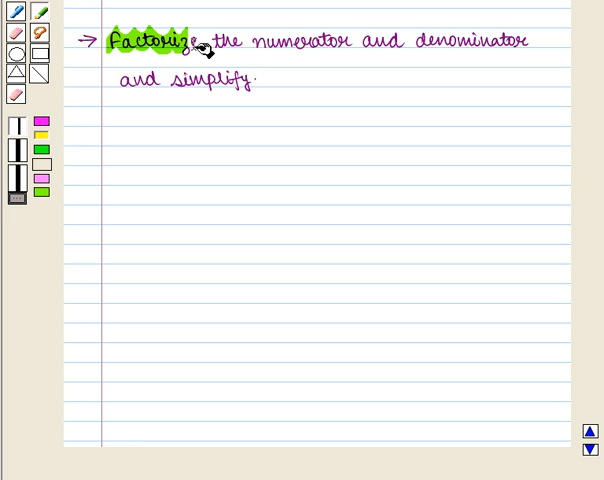 → Factorize the numerator and denominator
and simplify.